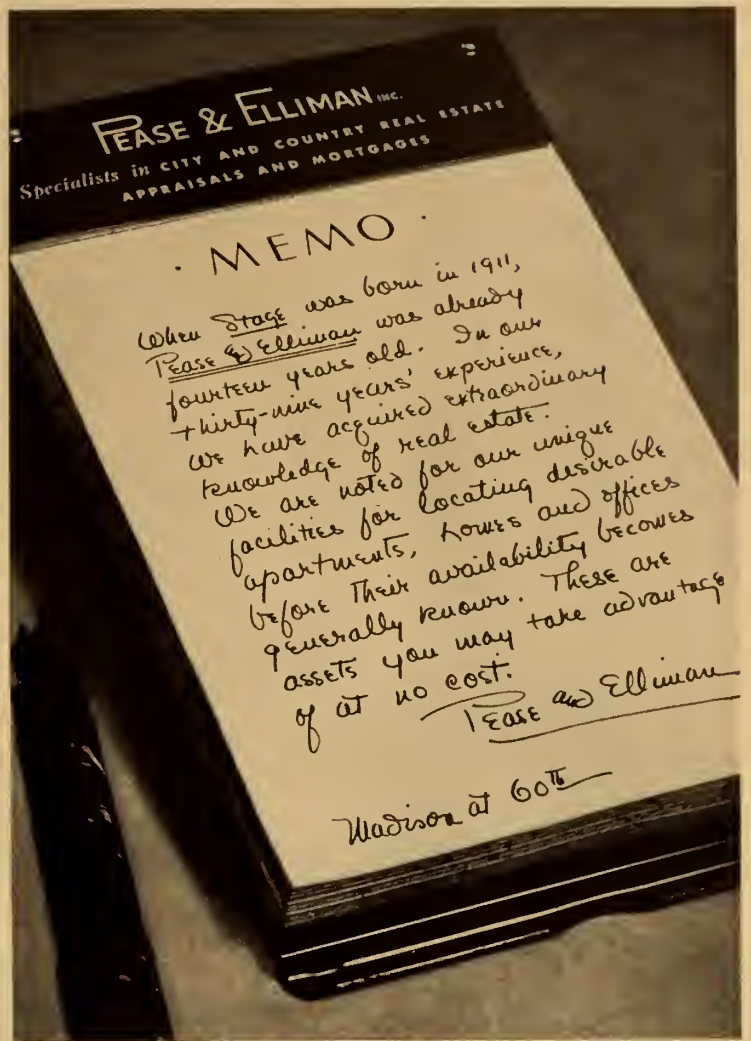 PEASE & ELLIMAN INC.
Specialists in CITY AND COUNTRY REAL ESTATE
APPRAISALS AND MORTGAGES
· MEMO ·
When Stage was born in 1911,
Pease & Elliman was already
fourteen years old. In our
thirty-nine years' experience,
we have acquired extraordinary
knowledge of real estate.
We are noted for our unique
facilities for locating desirable
apartments, homes and offices
before their availability becomes
generally known. These are
assets you may take advantage
of at no cost.
Pease and Elliman
Madison at 60th